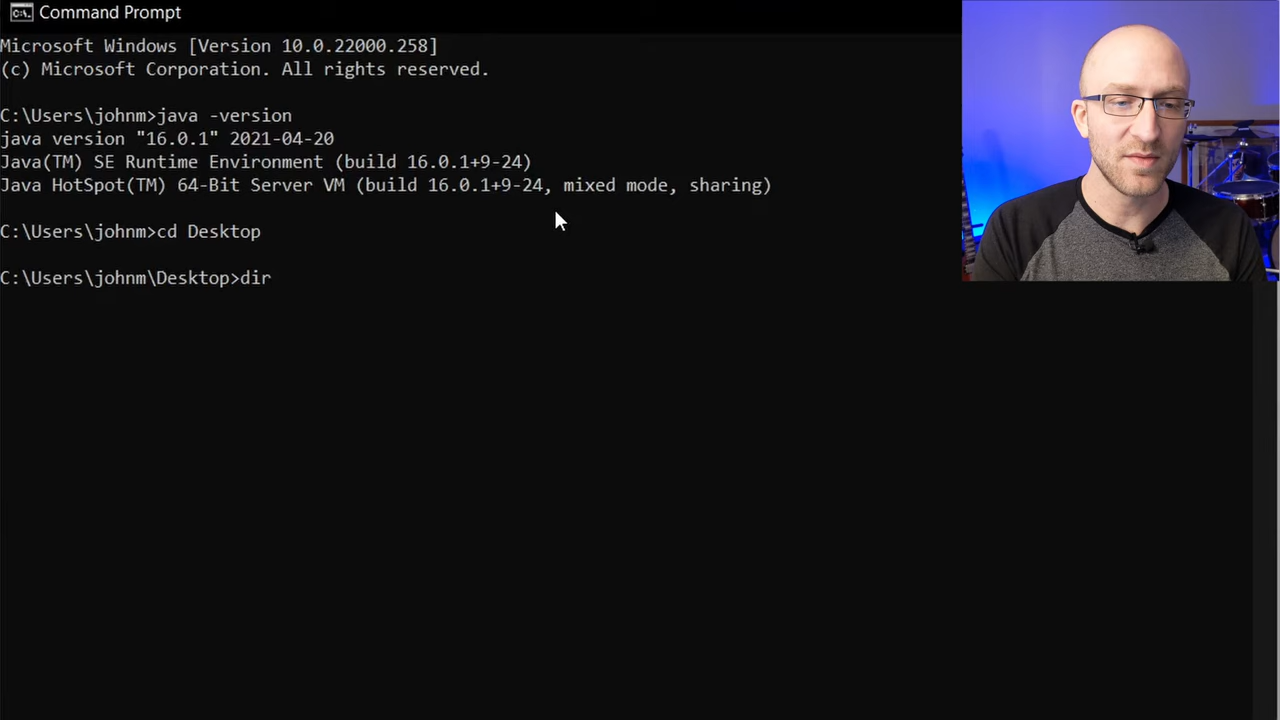 Command Prompt
Microsoft Windows [Version 10.0.22000.258]
(c) Microsoft Corporation. All rights reserved.
C:\Users\johnm>java -version
java version "16.0.1" 2021-04-20
Java(TM) SE Runtime Environment (build 16.0.1+9-24)
Java HotSpot(TM) 64-Bit Server VM (build 16.0.1+9-24, mixed mode, sharing)
C:\Users\johnm>cd Desktop
C:\Users\johnm\Desktop>dir